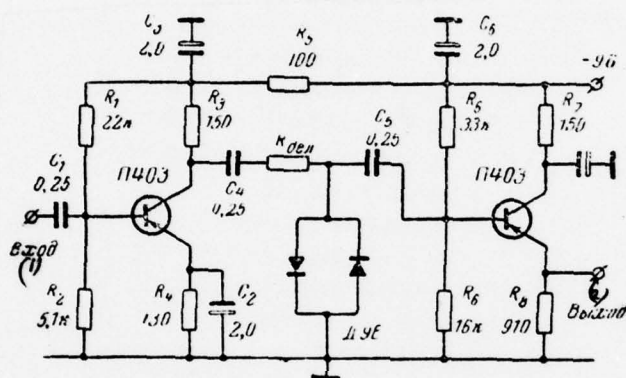 C₃
2,0
C₆
2,0
R₅
100
-9в
R₁
22к
R₃
150
R₅
33к
R₇
150
C₁
0,25
П403
C₄
0,25
Rдел
C₅
0,25
П403
Вход
(1)
R₂
5,1к
R₄
130
C₂
2,0
Д9Е
R₆
16к
R₈
910
Выход